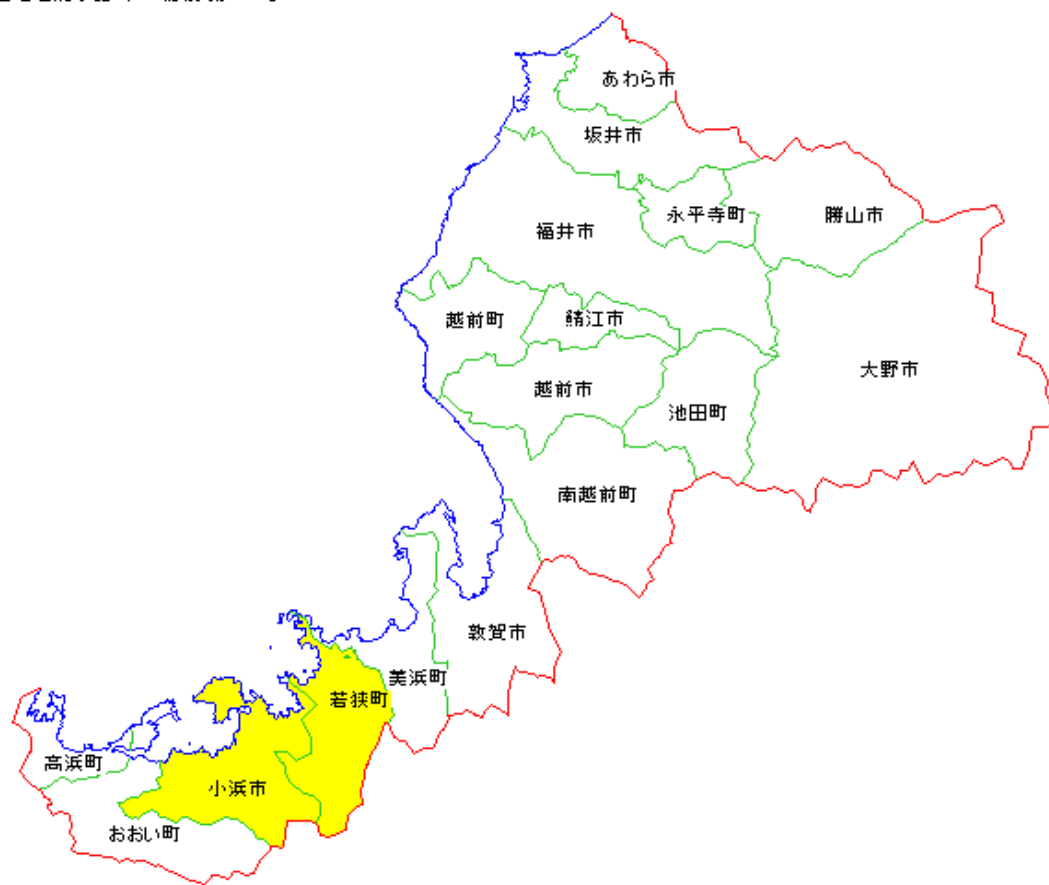 あわら市
坂井市
永平寺町
勝山市
福井市
越前町
鯖江市
大野市
越前市
池田町
南越前町
敦賀市
美浜町
若狭町
高浜町
小浜市
おおい町